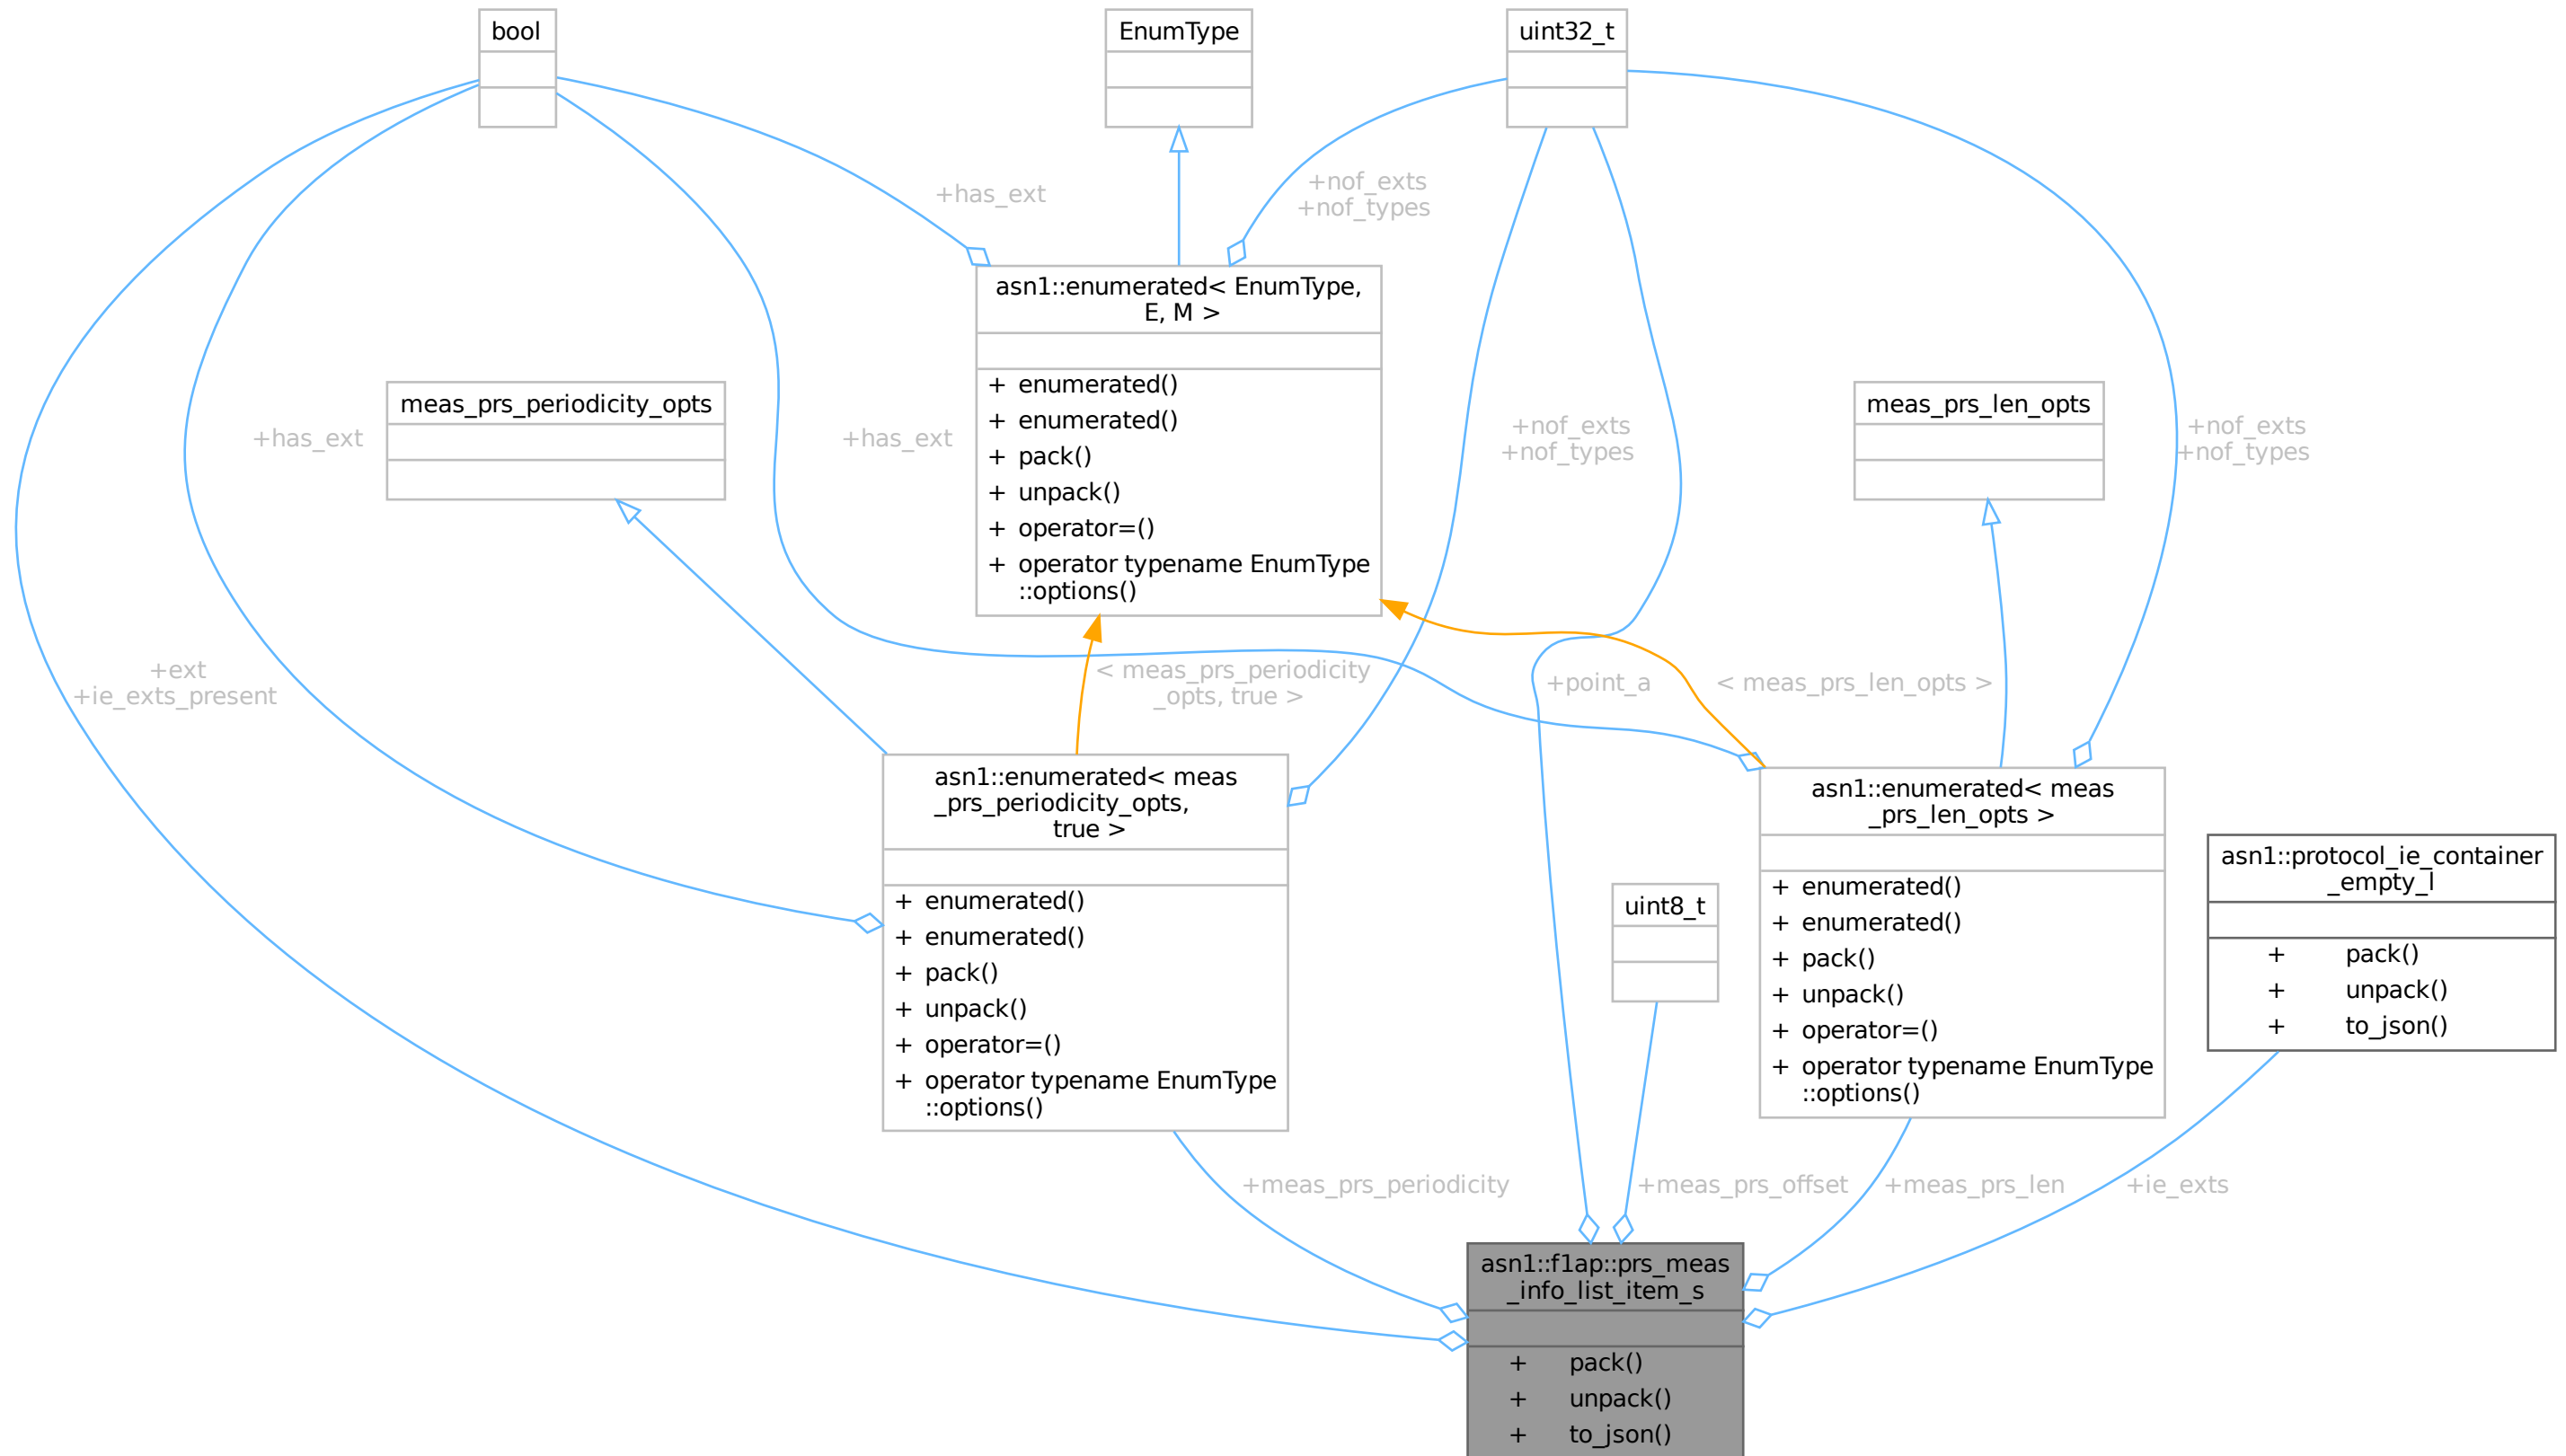 bool
EnumType
uint32_t
+has_ext
+nof_exts
+nof_types
asn1::enumerated< EnumType,
E, M >
+ enumerated()
+ enumerated()
+ pack()
+ unpack()
+ operator=()
+ operator typename EnumType
::options()
meas_prs_periodicity_opts
meas_prs_len_opts
+has_ext
+has_ext
+nof_exts
+nof_types
+nof_exts
+nof_types
+ext
+ie_exts_present
< meas_prs_periodicity
_opts, true >
+point_a
< meas_prs_len_opts >
asn1::enumerated< meas
_prs_periodicity_opts,
true >
+ enumerated()
+ enumerated()
+ pack()
+ unpack()
+ operator=()
+ operator typename EnumType
::options()
uint8_t
asn1::enumerated< meas
_prs_len_opts >
+ enumerated()
+ enumerated()
+ pack()
+ unpack()
+ operator=()
+ operator typename EnumType
::options()
asn1::protocol_ie_container
_empty_l
+ pack()
+ unpack()
+ to_json()
+meas_prs_periodicity
+meas_prs_offset
+meas_prs_len
+ie_exts
asn1::f1ap::prs_meas
_info_list_item_s
+ pack()
+ unpack()
+ to_json()